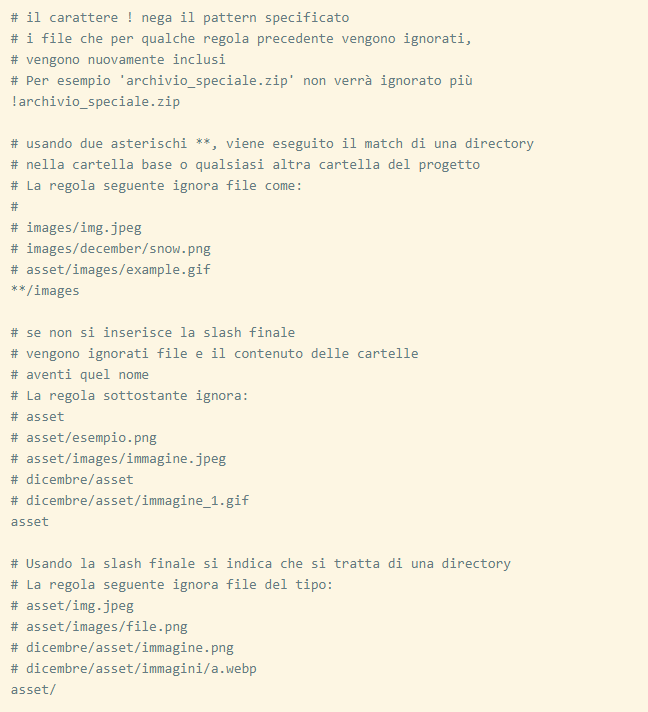 # il carattere ! nega il pattern specificato
# i file che per qualche regola precedente vengono ignorati,
# vengono nuovamente inclusi
# Per esempio 'archivio_speciale.zip' non verrà ignorato più
!archivio_speciale.zip

# usando due asterischi **, viene eseguito il match di una directory
# nella cartella base o qualsiasi altra cartella del progetto
# La regola seguente ignora file come:
#
# images/img.jpeg
# images/december/snow.png
# asset/images/example.gif
**/images

# se non si inserisce la slash finale
# vengono ignorati file e il contenuto delle cartelle
# aventi quel nome
# La regola sottostante ignora:
# asset
# asset/esempio.png
# asset/images/immagine.jpeg
# dicembre/asset
# dicembre/asset/immagine_1.gif
asset

# Usando la slash finale si indica che si tratta di una directory
# La regola seguente ignora file del tipo:
# asset/img.jpeg
# asset/images/file.png
# dicembre/asset/immagine.png
# dicembre/asset/immagini/a.webp
asset/